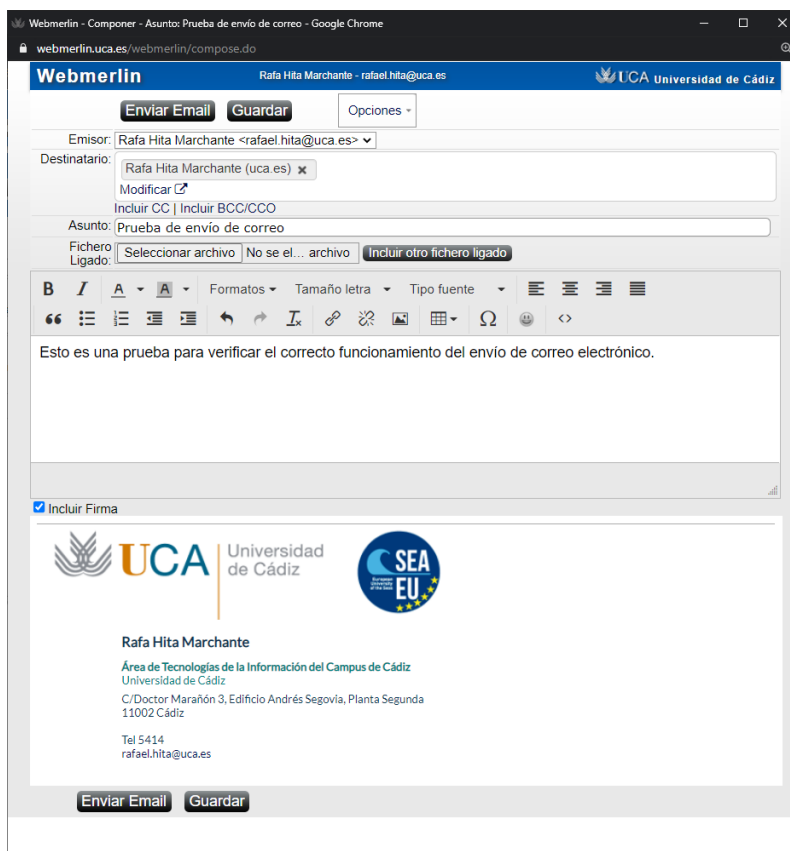 Webmerlin - Componer - Asunto: Prueba de envío de correo - Google Chrome
webmerlin.uca.es/webmerlin/compose.do
Webmerlin Rafa Hita Marchante - rafael.hita@uca.es UCA Universidad de Cádiz
Enviar Email Guardar Opciones
Emisor: Rafa Hita Marchante <rafael.hita@uca.es>
Destinatario: Rafa Hita Marchante (uca.es) x
Modificar
Incluir CC | Incluir BCC/CCO
Asunto: Prueba de envío de correo
Fichero Ligado: Seleccionar archivo No se el... archivo Incluir otro fichero ligado
B I A A Formatos Tamaño letra Tipo fuente
Esto es una prueba para verificar el correcto funcionamiento del envío de correo electrónico.
Incluir Firma
UCA Universidad de Cádiz
SEA EU
European University of the Seas
Rafa Hita Marchante
Área de Tecnologías de la Información del Campus de Cádiz
Universidad de Cádiz
C/Doctor Marañón 3, Edificio Andrés Segovia, Planta Segunda
11002 Cádiz
Tel 5414
rafael.hita@uca.es
Enviar Email Guardar